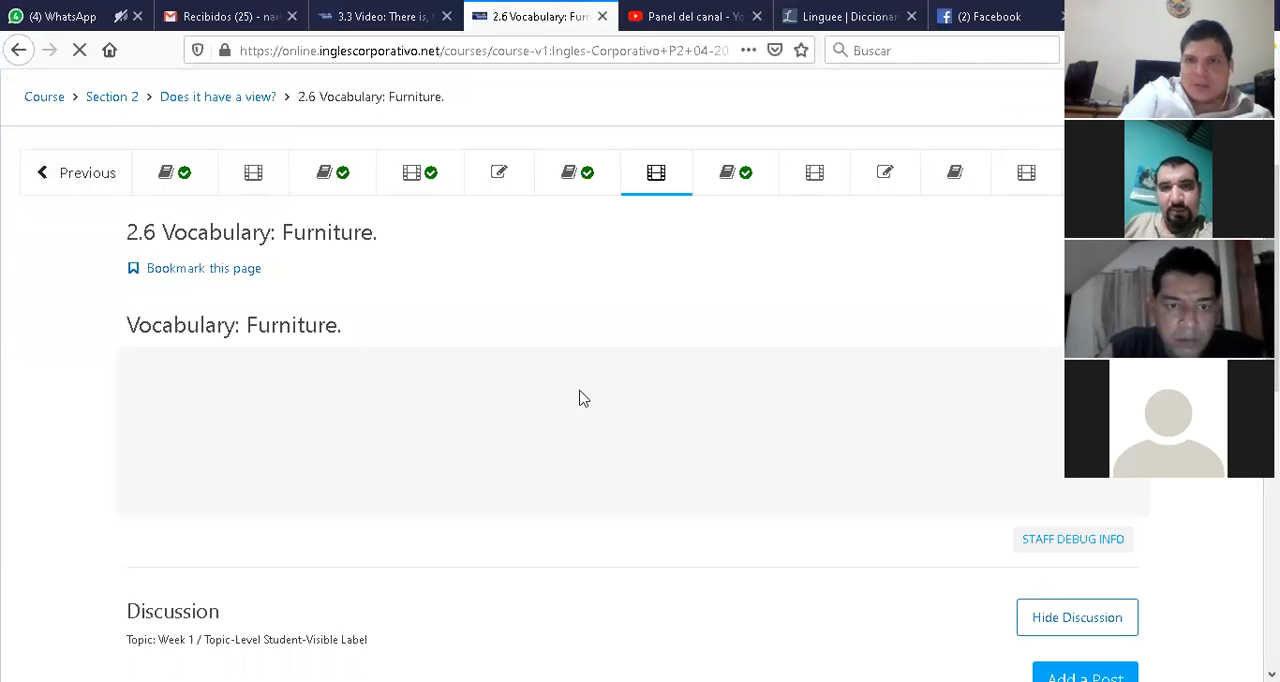 (4) WhatsApp
Recibidos (25) - na
3.3 Video: There is,
2.6 Vocabulary: Furn
Panel del canal - Yo
Linguee | Diccionar
(2) Facebook
https://online.inglescorporativo.net/courses/course-v1:Ingles-Corporativo+P2+04-20
Buscar
Course > Section 2 > Does it have a view? > 2.6 Vocabulary: Furniture.
Previous
2.6 Vocabulary: Furniture.
Bookmark this page
Vocabulary: Furniture.
STAFF DEBUG INFO
Discussion
Hide Discussion
Topic: Week 1 / Topic-Level Student-Visible Label
Add a Post